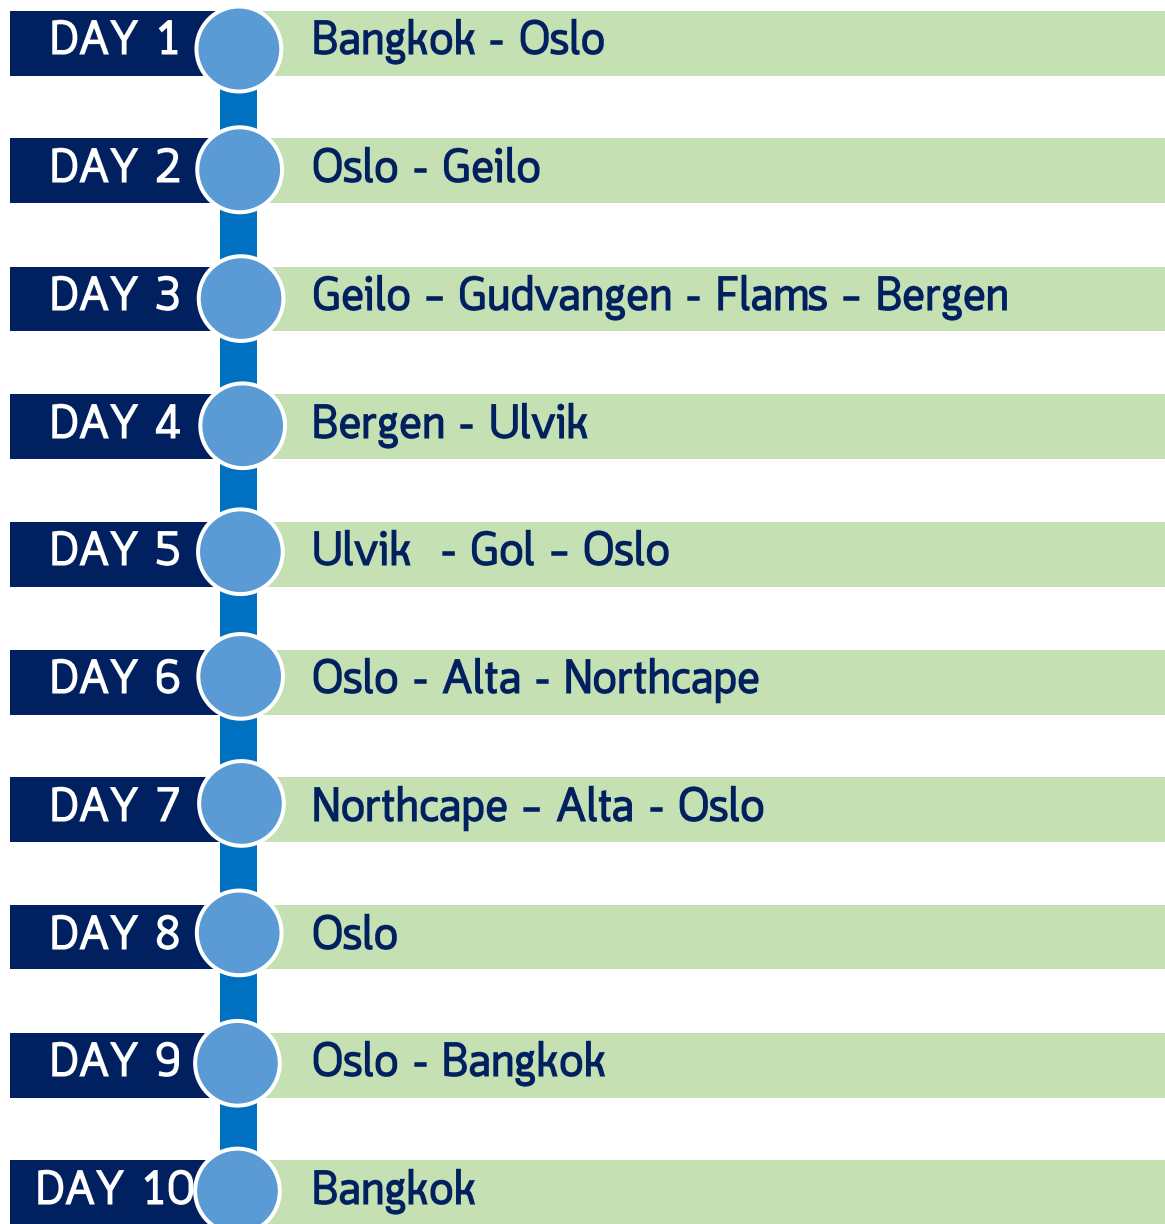 DAY 1 Bangkok - Oslo
DAY 2 Oslo - Geilo
DAY 3 Geilo – Gudvangen - Flams – Bergen
DAY 4 Bergen - Ulvik
DAY 5 Ulvik  - Gol – Oslo
DAY 6 Oslo - Alta - Northcape
DAY 7 Northcape – Alta - Oslo
DAY 8 Oslo
DAY 9 Oslo - Bangkok
DAY 10 Bangkok